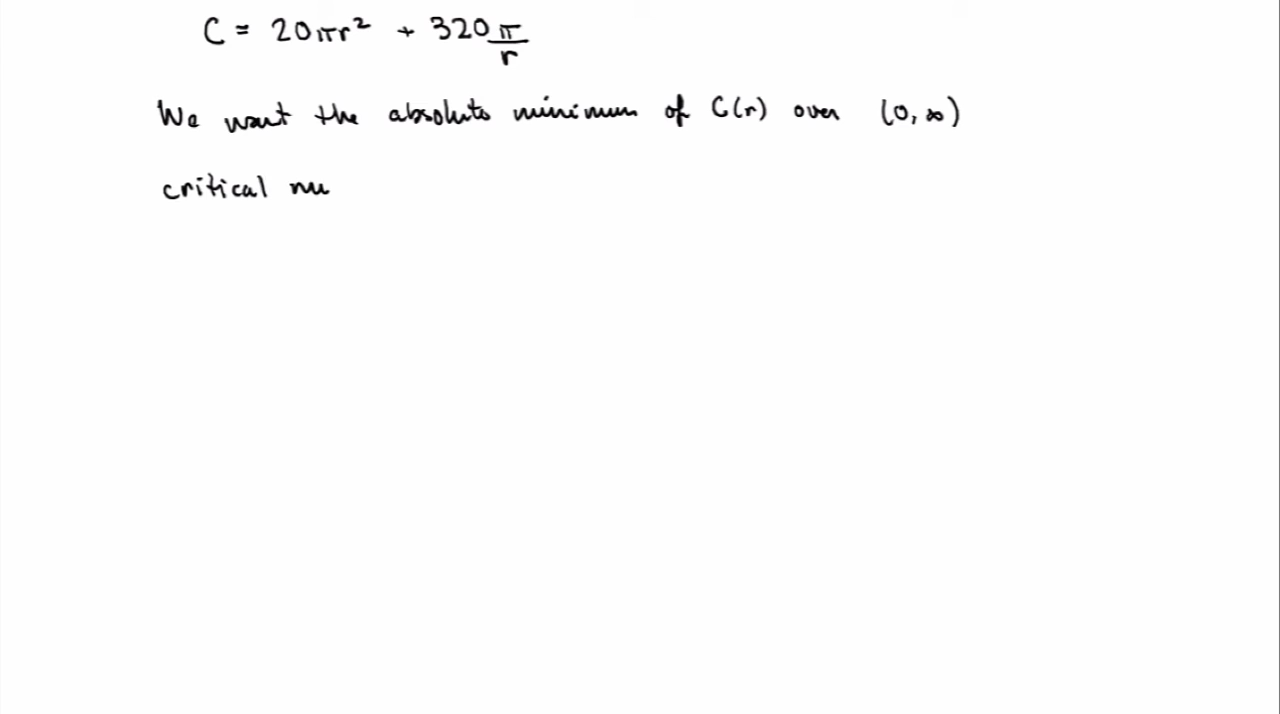 C = 20πr² + 320π/r
We want the absolute minimum of C(r) over (0, ∞)
critical nu